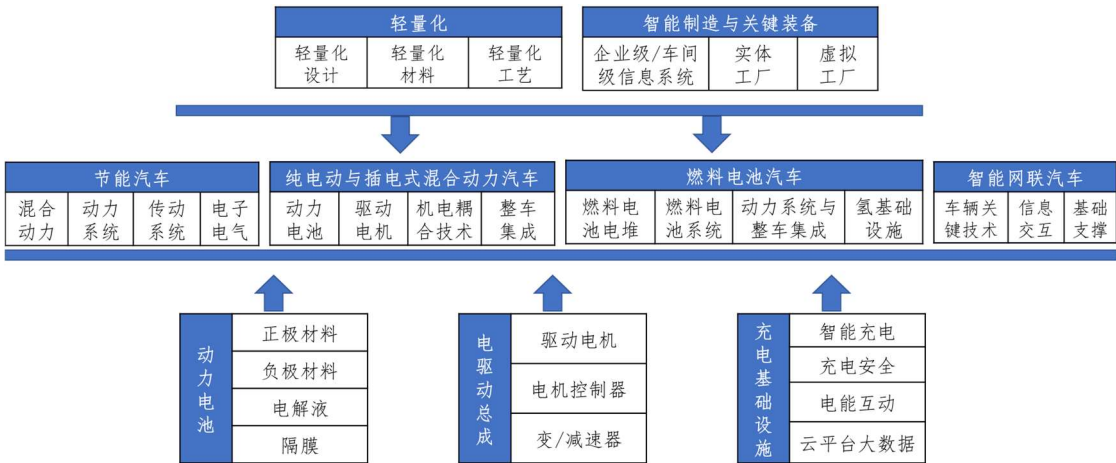 轻量化
轻量化
设计
轻量化
材料
轻量化
工艺
智能制造与关键装备
企业级/车间
级信息系统
实体
工厂
虚拟
工厂
节能汽车
混合
动力
动力
系统
传动
系统
电子
电气
纯电动与插电式混合动力汽车
动力
电池
驱动
电机
机电耦
合技术
整车
集成
燃料电池汽车
燃料电
池电堆
燃料电
池系统
动力系统与
整车集成
氢基础
设施
智能网联汽车
车辆关
键技术
信息
交互
基础
支撑
动力电池
正极材料
负极材料
电解液
隔膜
电驱动总成
驱动电机
电机控制器
变/减速器
充电基础设施
智能充电
充电安全
电能互动
云平台大数据